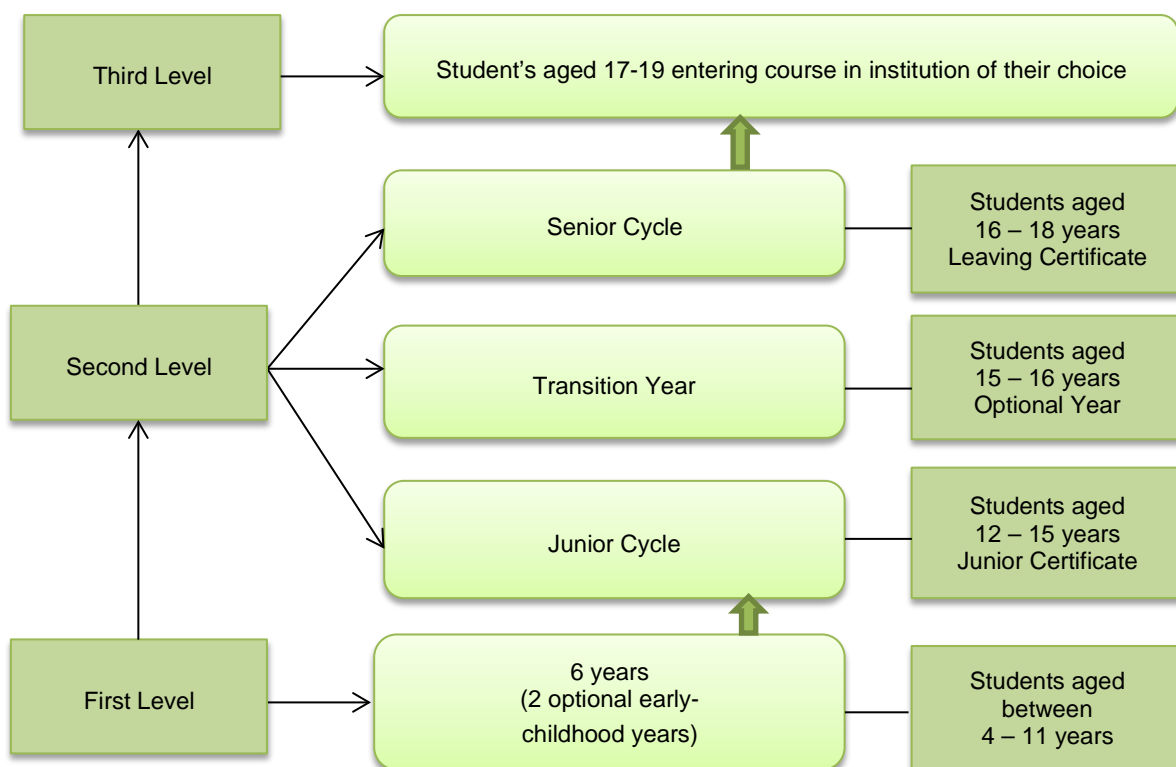 Third Level
Student’s aged 17-19 entering course in institution of their choice
Senior Cycle
Students aged
16 – 18 years
Leaving Certificate
Second Level
Transition Year
Students aged
15 – 16 years
Optional Year
Junior Cycle
Students aged
12 – 15 years
Junior Certificate
First Level
6 years
(2 optional early-
childhood years)
Students aged
between
4 – 11 years